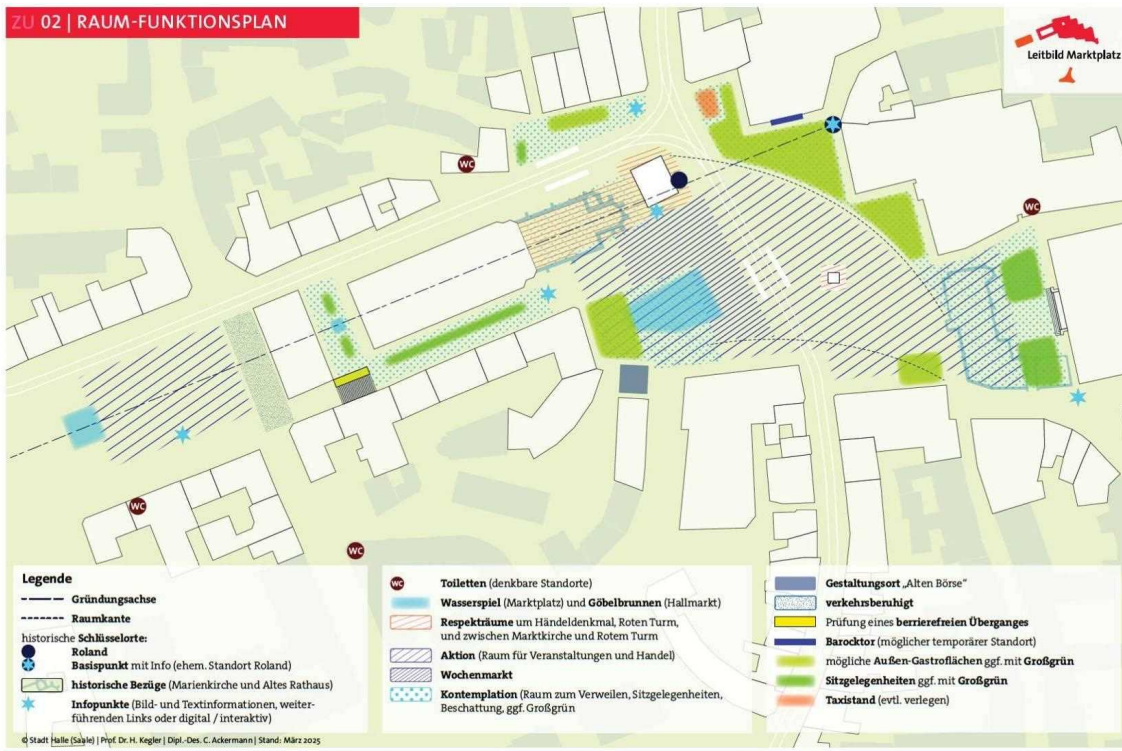 ZU 02 | RAUM-FUNKTIONSPLAN
Leitbild Marktplatz
WC
WC
WC
WC
Legende
Gründungsachse
Raumkante
historische Schlüsselorte:
Roland
Basispunkt mit Info (ehem. Standort Roland)
historische Bezüge (Marienkirche und Altes Rathaus)
Infopunkte (Bild- und Textinformationen, weiter-
führenden Links oder digital / interaktiv)
WC Toiletten (denkbare Standorte)
Wasserspiel (Marktplatz) und Göbelbrunnen (Hallmarkt)
Respekträume um Händeldenkmal, Roten Turm,
und zwischen Marktkirche und Rotem Turm
Aktion (Raum für Veranstaltungen und Handel)
Wochenmarkt
Kontemplation (Raum zum Verweilen, Sitzgelegenheiten,
Beschattung, ggf. Großgrün)
Gestaltungsort „Alten Börse“
verkehrsberuhigt
Prüfung eines berrierefreien Überganges
Barocktor (möglicher temporärer Standort)
mögliche Außen-Gastroflächen ggf. mit Großgrün
Sitzgelegenheiten ggf. mit Großgrün
Taxistand (evtl. verlegen)
© Stadt Halle (Saale) | Prof. Dr. H. Kegler | Dipl.-Des. C. Ackermann | Stand: März 2025